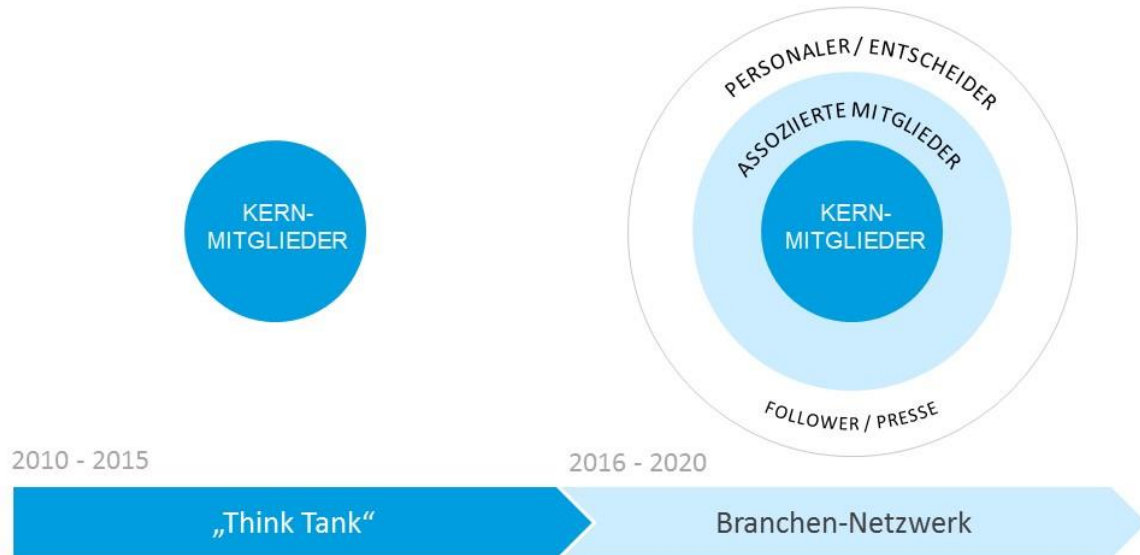 KERN-
MITGLIEDER
PERSONALER / ENTSCHEIDER
ASSOZIIERTE MITGLIEDER
KERN-
MITGLIEDER
FOLLOWER / PRESSE
2010 - 2015
2016 - 2020
„Think Tank“
Branchen-Netzwerk